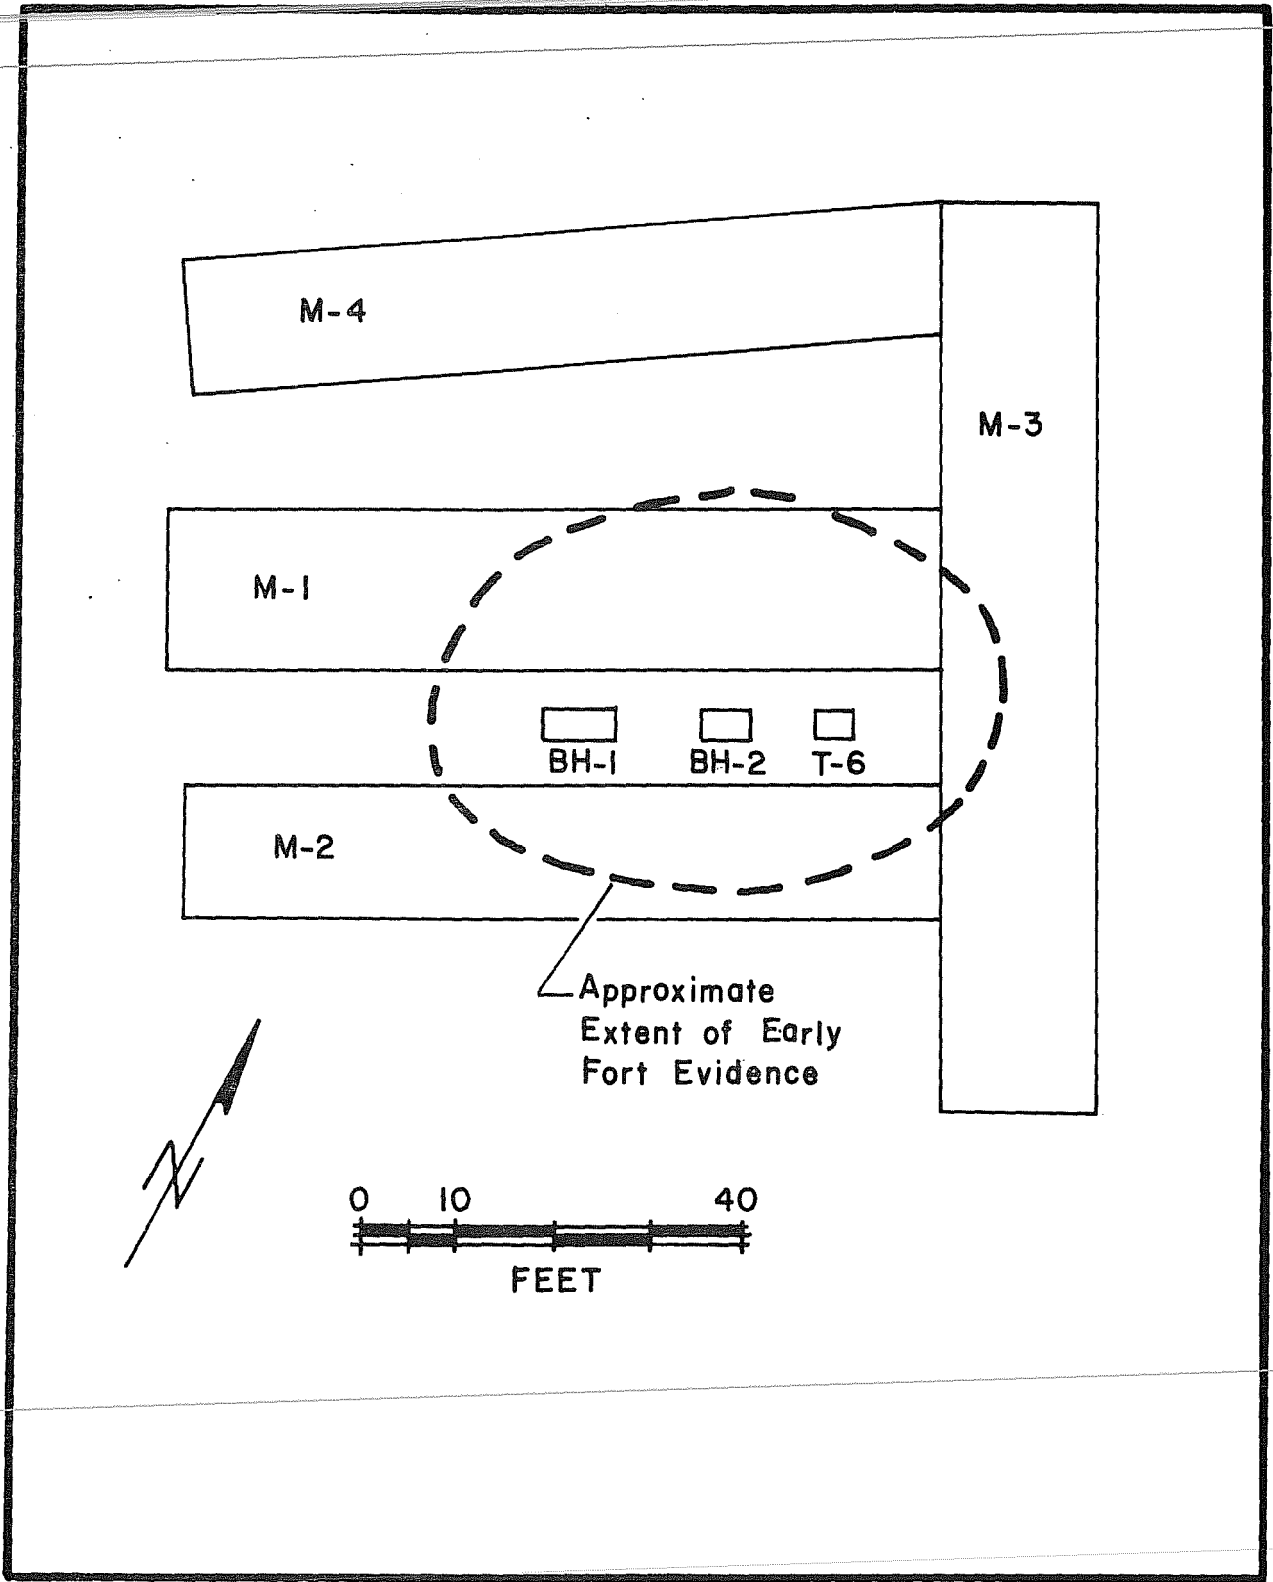 M-4
M-3
M-1
BH-1 BH-2 T-6
M-2
Approximate
Extent of Early
Fort Evidence
N
0 10 40
FEET